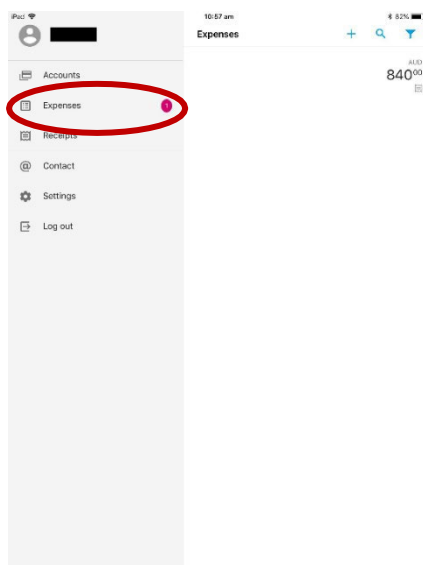 iPad 10:57 am 82%
Expenses
AUD
840⁰⁰
Accounts
Expenses 1
Receipts
Contact
Settings
Log out